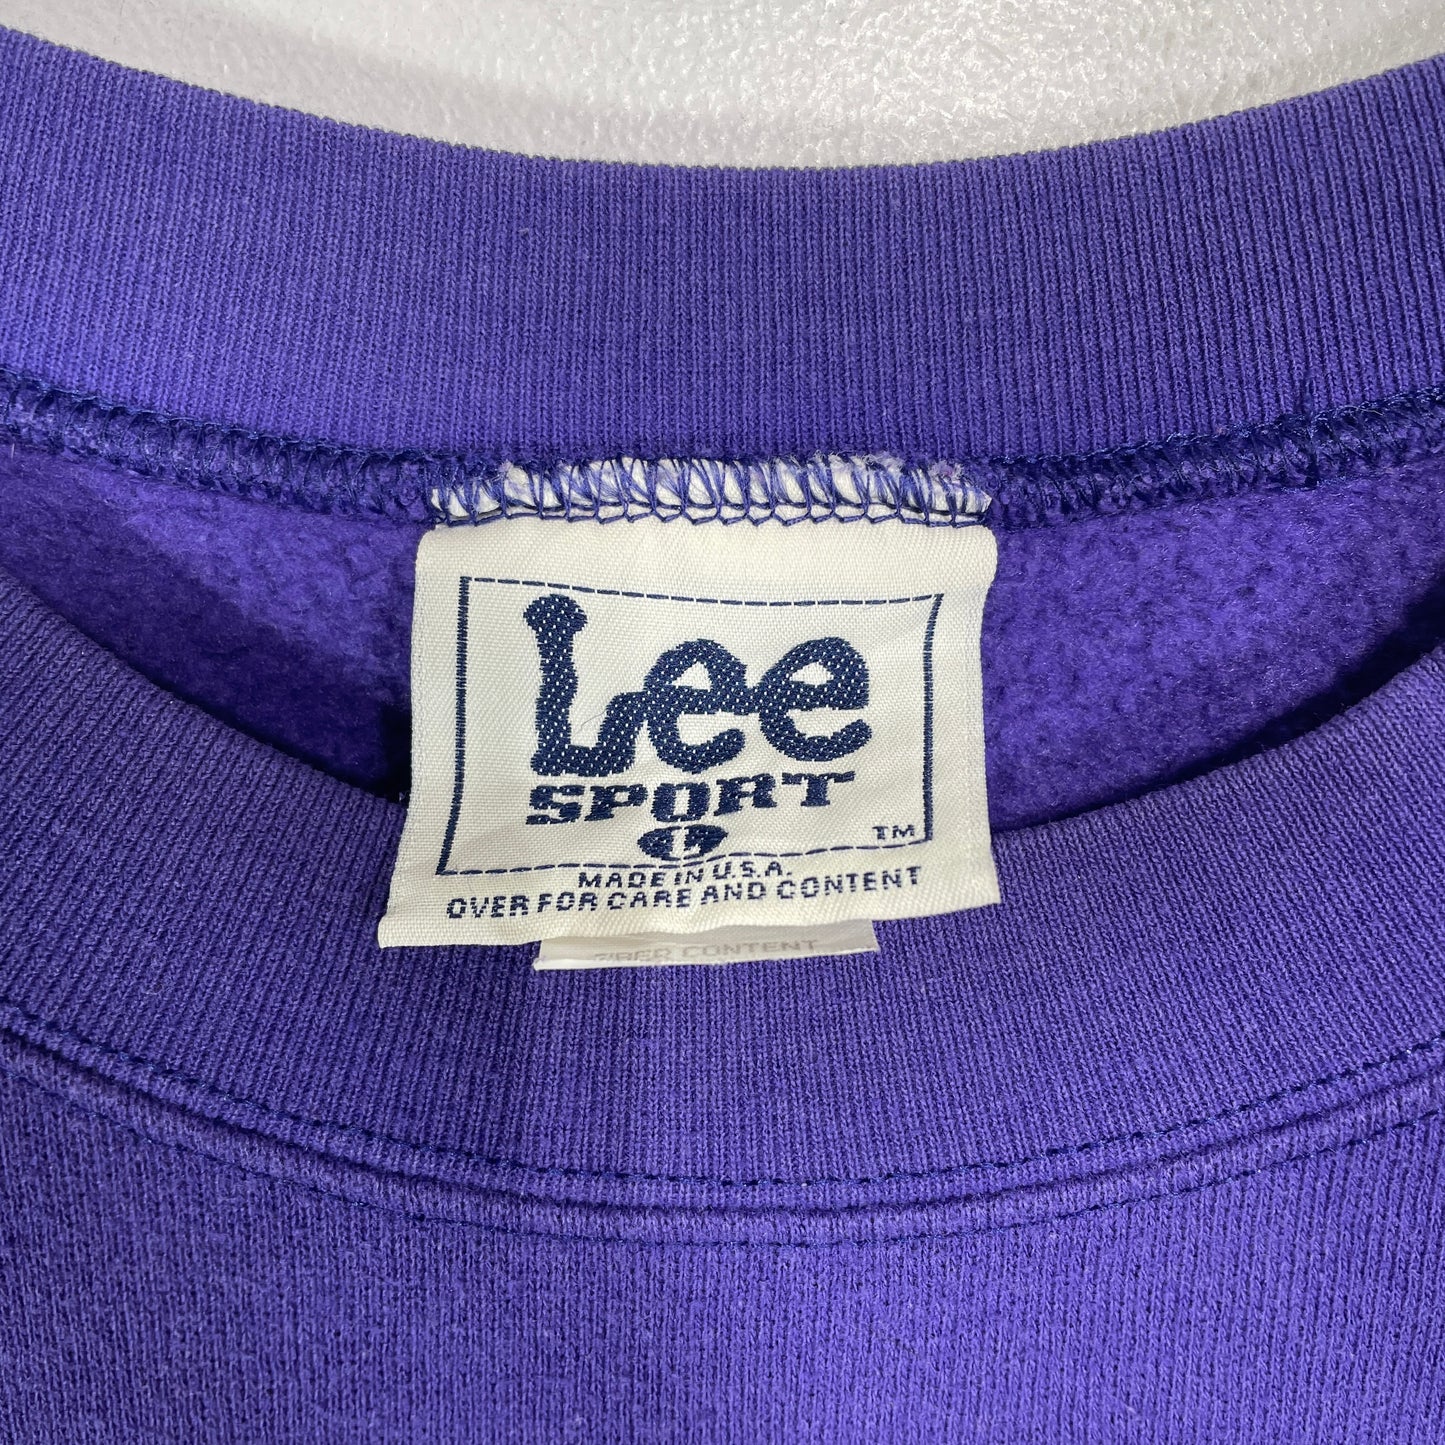 Lee
SPORT
L
TM
MADE IN U.S.A.
OVER FOR CARE AND CONTENT
FIBER CONTENT